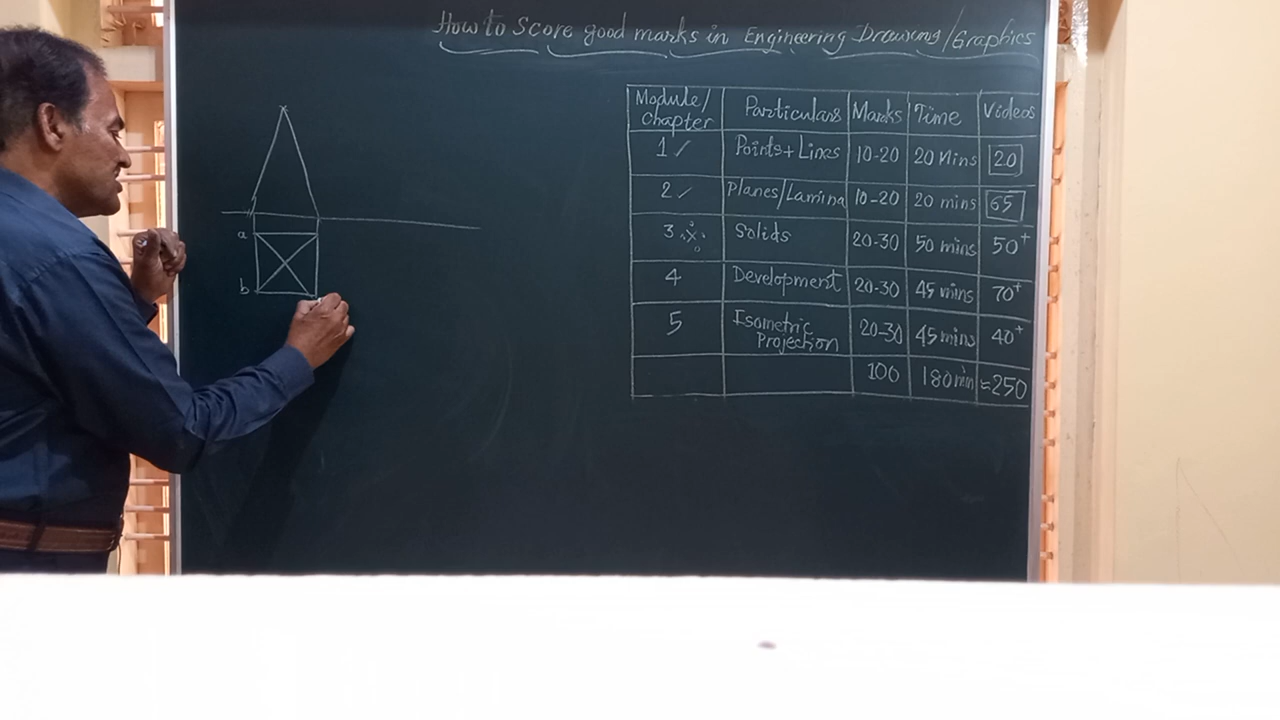 How to Score good marks in Engineering Drawing/Graphics
Module/ Chapter Particulars Marks Time Videos
1 ✓ Points + Lines 10-20 20 Mins 20
2 ✓ Planes/Lamina 10-20 20 mins 65
3 Solids 20-30 50 mins 50+
4 Development 20-30 45 mins 70+
5 Isometric Projection 20-30 45 mins 40+
100 180 min ≈250
a
b